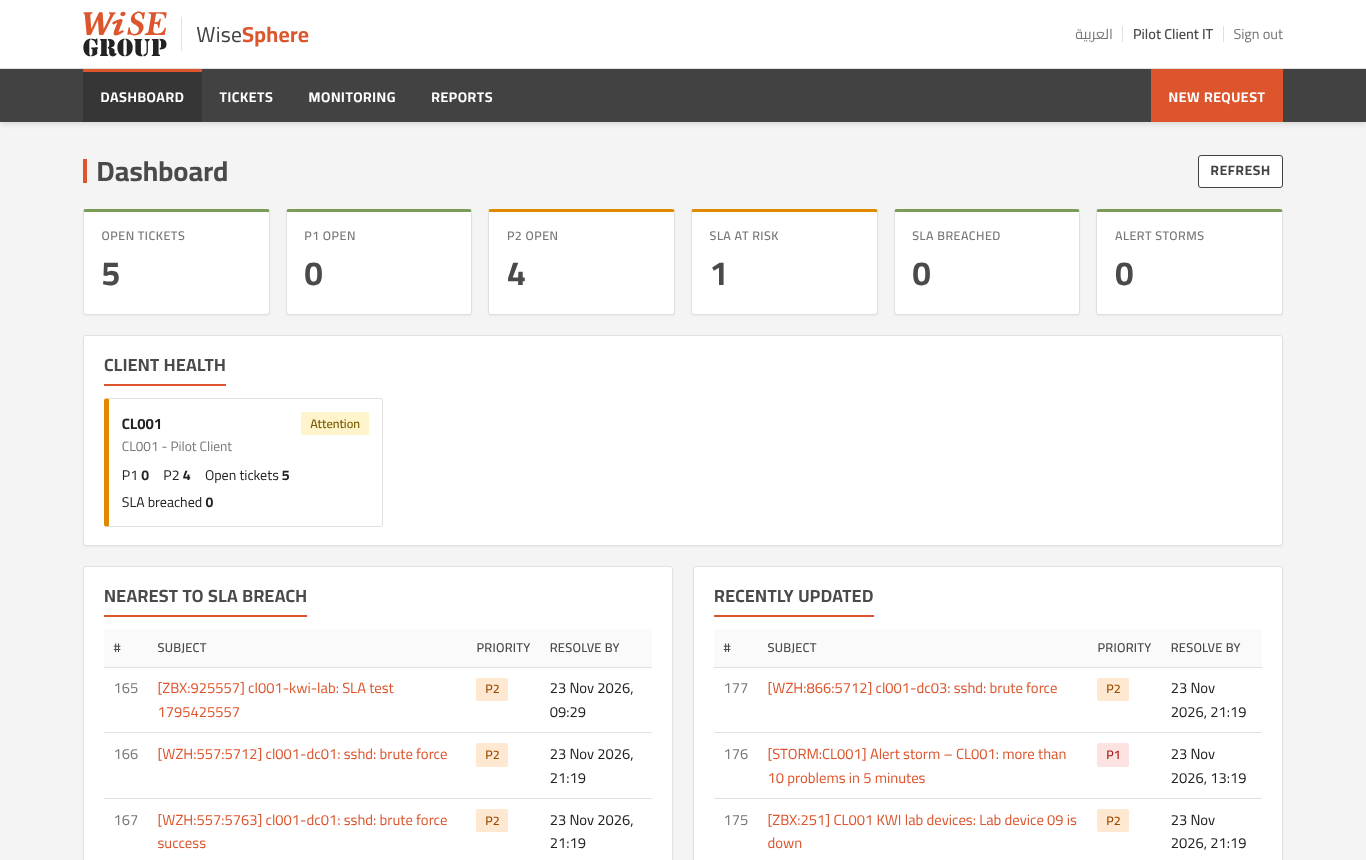 WiSE
GROUP
WiseSphere
العربية
Pilot Client IT
Sign out
DASHBOARD
TICKETS
MONITORING
REPORTS
NEW REQUEST
Dashboard
REFRESH
OPEN TICKETS
5
P1 OPEN
0
P2 OPEN
4
SLA AT RISK
1
SLA BREACHED
0
ALERT STORMS
0
CLIENT HEALTH
CL001
Attention
CL001 - Pilot Client
P1 0 P2 4 Open tickets 5
SLA breached 0
NEAREST TO SLA BREACH
# SUBJECT PRIORITY RESOLVE BY
165 [ZBX:925557] cl001-kwi-lab: SLA test P2 23 Nov 2026,
1795425557 09:29
166 [WZH:557:5712] cl001-dc01: sshd: brute force P2 23 Nov 2026,
21:19
167 [WZH:557:5763] cl001-dc01: sshd: brute force P2 23 Nov 2026,
success 21:19
RECENTLY UPDATED
# SUBJECT PRIORITY RESOLVE BY
177 [WZH:866:5712] cl001-dc03: sshd: brute force P2 23 Nov
2026, 21:19
176 [STORM:CL001] Alert storm – CL001: more than P1 23 Nov
10 problems in 5 minutes 2026, 13:19
175 [ZBX:251] CL001 KWI lab devices: Lab device 09 is P2 23 Nov
down 2026, 21:19